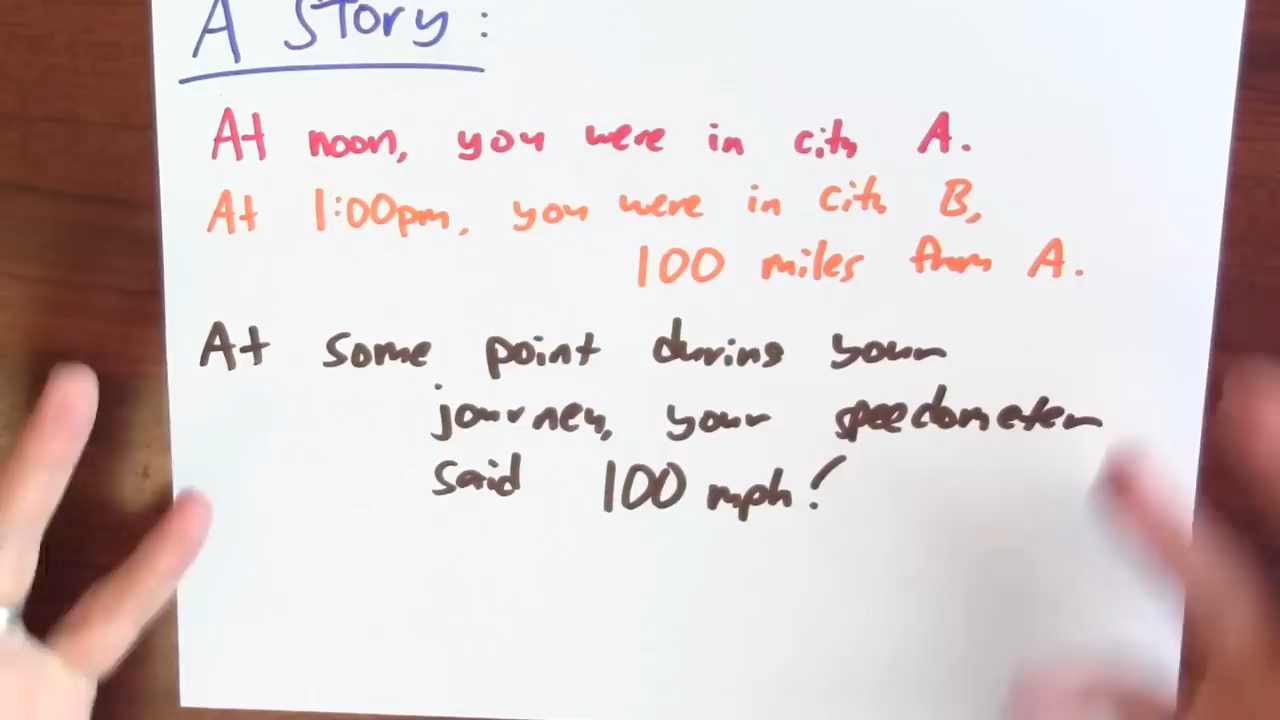 A Story:
At noon, you were in city A.
At 1:00pm, you were in city B,
100 miles from A.
At some point during your
journey, your speedometer
said 100 mph!